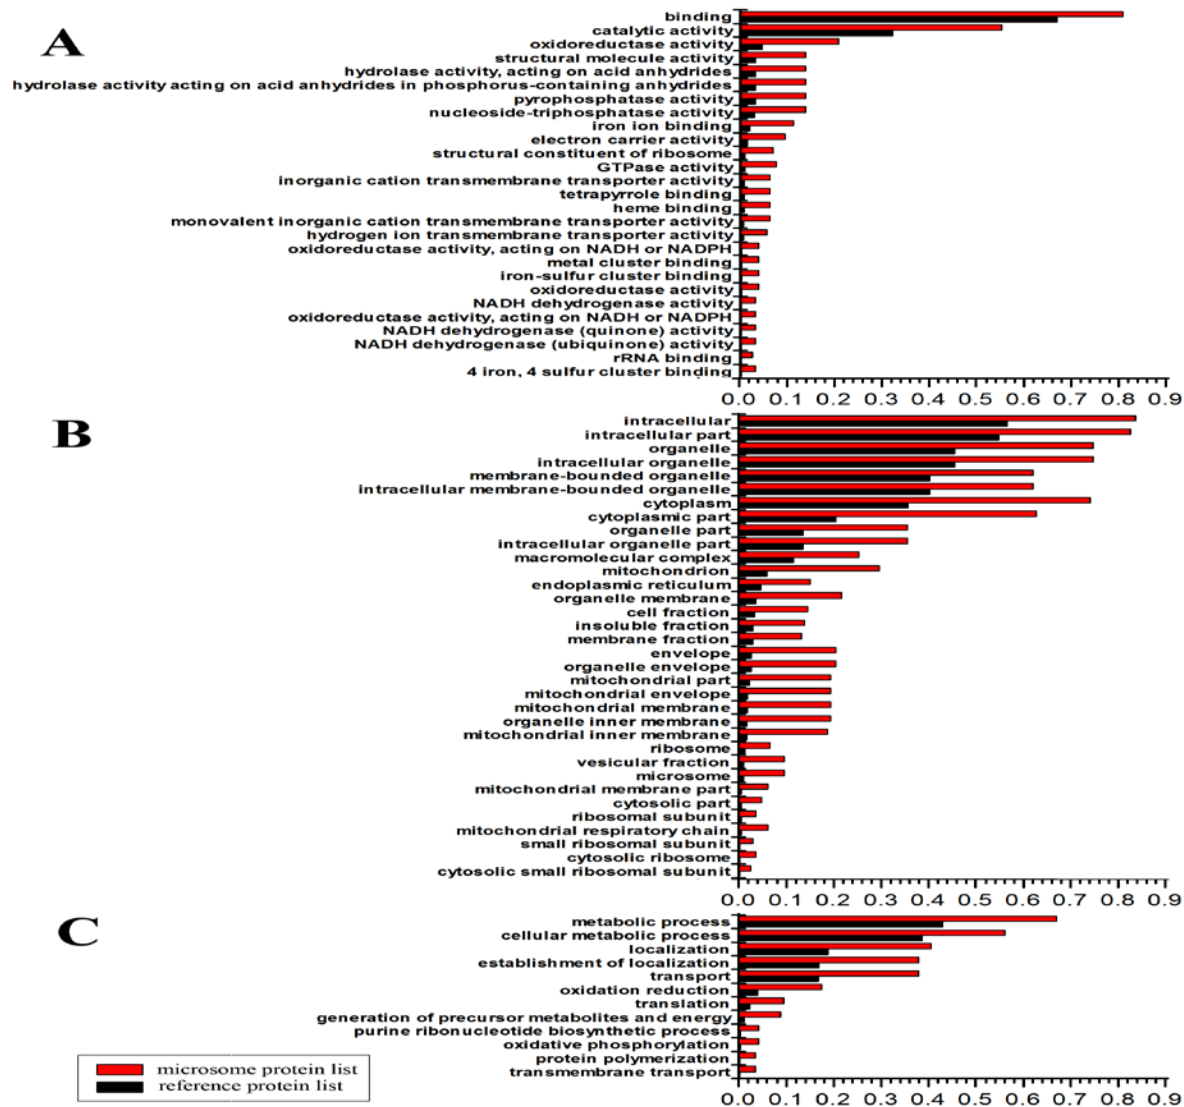 A
binding
catalytic activity
oxidoreductase activity
structural molecule activity
hydrolase activity, acting on acid anhydrides
hydrolase activity acting on acid anhydrides in phosphorus-containing anhydrides
pyrophosphatase activity
nucleoside-triphosphatase activity
iron ion binding
electron carrier activity
structural constituent of ribosome
GTPase activity
inorganic cation transmembrane transporter activity
tetrapyrrole binding
heme binding
monovalent inorganic cation transmembrane transporter activity
hydrogen ion transmembrane transporter activity
oxidoreductase activity, acting on NADH or NADPH
metal cluster binding
iron-sulfur cluster binding
oxidoreductase activity
NADH dehydrogenase activity
oxidoreductase activity, acting on NADH or NADPH
NADH dehydrogenase (quinone) activity
NADH dehydrogenase (ubiquinone) activity
rRNA binding
4 iron, 4 sulfur cluster binding
0.0 0.1 0.2 0.3 0.4 0.5 0.6 0.7 0.8 0.9
B
intracellular
intracellular part
organelle
intracellular organelle
membrane-bounded organelle
intracellular membrane-bounded organelle
cytoplasm
cytoplasmic part
organelle part
intracellular organelle part
macromolecular complex
mitochondrion
endoplasmic reticulum
organelle membrane
cell fraction
insoluble fraction
membrane fraction
envelope
organelle envelope
mitochondrial part
mitochondrial envelope
mitochondrial membrane
organelle inner membrane
mitochondrial inner membrane
ribosome
vesicular fraction
microsome
mitochondrial membrane part
cytosolic part
ribosomal subunit
mitochondrial respiratory chain
small ribosomal subunit
cytosolic ribosome
cytosolic small ribosomal subunit
0.0 0.1 0.2 0.3 0.4 0.5 0.6 0.7 0.8 0.9
C
metabolic process
cellular metabolic process
localization
establishment of localization
transport
oxidation reduction
translation
generation of precursor metabolites and energy
purine ribonucleotide biosynthetic process
oxidative phosphorylation
protein polymerization
transmembrane transport
0.0 0.1 0.2 0.3 0.4 0.5 0.6 0.7 0.8 0.9
microsome protein list
reference protein list